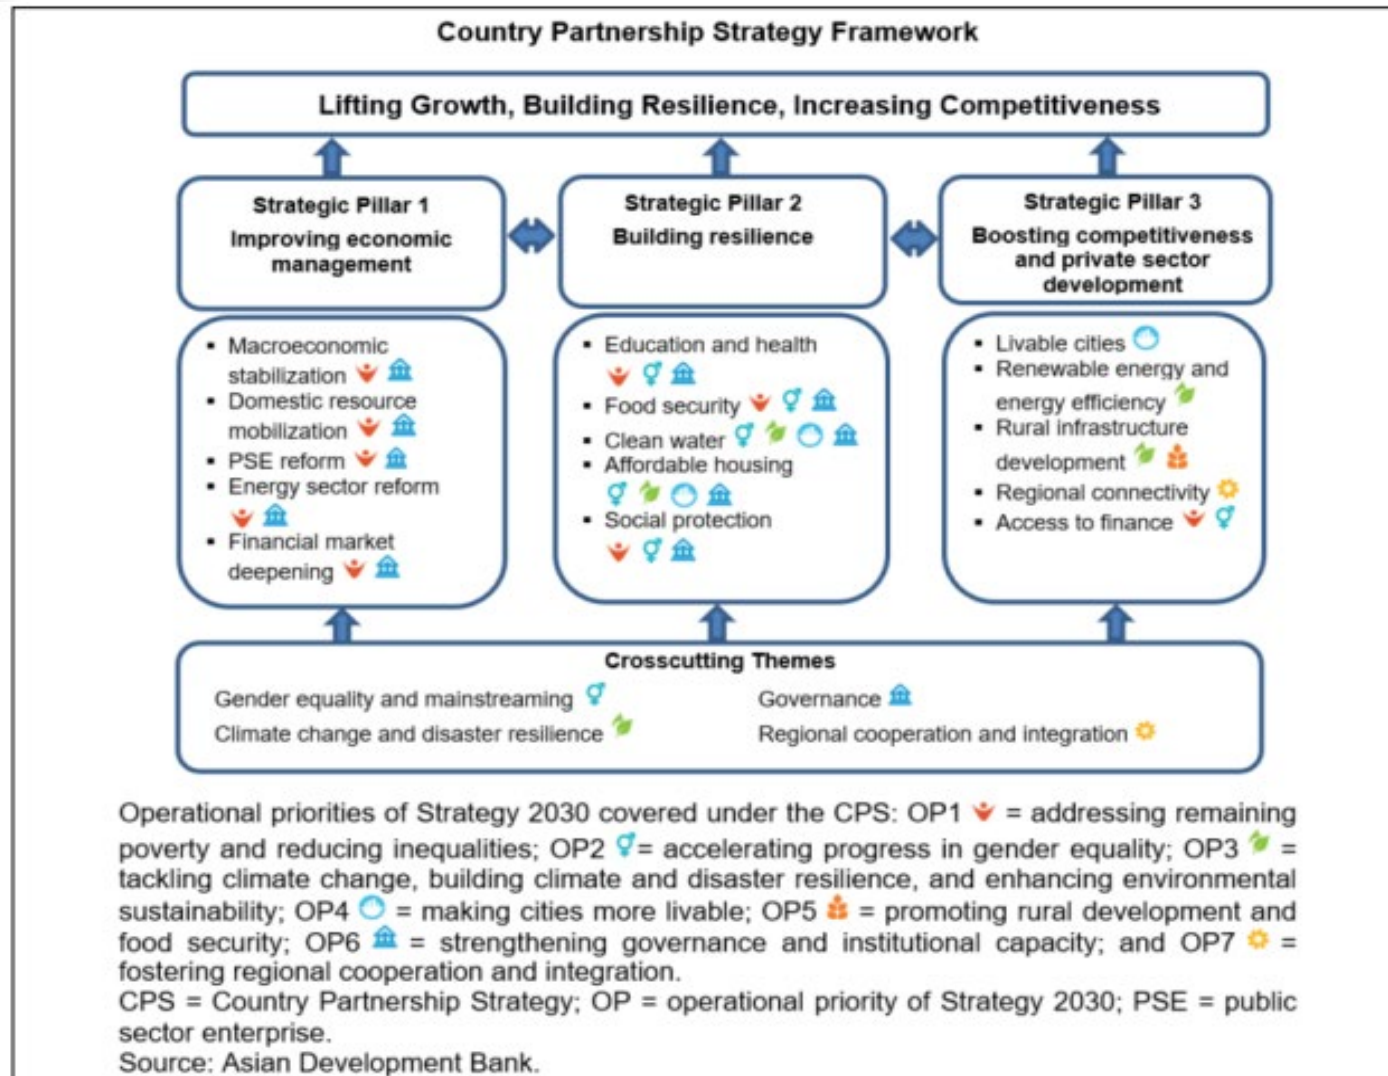 Country Partnership Strategy Framework
Lifting Growth, Building Resilience, Increasing Competitiveness
Strategic Pillar 1
Improving economic
management
Strategic Pillar 2
Building resilience
Strategic Pillar 3
Boosting competitiveness
and private sector
development
▪ Macroeconomic
stabilization
▪ Domestic resource
mobilization
▪ PSE reform
▪ Energy sector reform
▪ Financial market
deepening
▪ Education and health
▪ Food security
▪ Clean water
▪ Affordable housing
▪ Social protection
▪ Livable cities
▪ Renewable energy and
energy efficiency
▪ Rural infrastructure
development
▪ Regional connectivity
▪ Access to finance
Crosscutting Themes
Gender equality and mainstreaming
Governance
Climate change and disaster resilience
Regional cooperation and integration
Operational priorities of Strategy 2030 covered under the CPS: OP1 = addressing remaining
poverty and reducing inequalities; OP2 = accelerating progress in gender equality; OP3 =
tackling climate change, building climate and disaster resilience, and enhancing environmental
sustainability; OP4 = making cities more livable; OP5 = promoting rural development and
food security; OP6 = strengthening governance and institutional capacity; and OP7 =
fostering regional cooperation and integration.
CPS = Country Partnership Strategy; OP = operational priority of Strategy 2030; PSE = public
sector enterprise.
Source: Asian Development Bank.